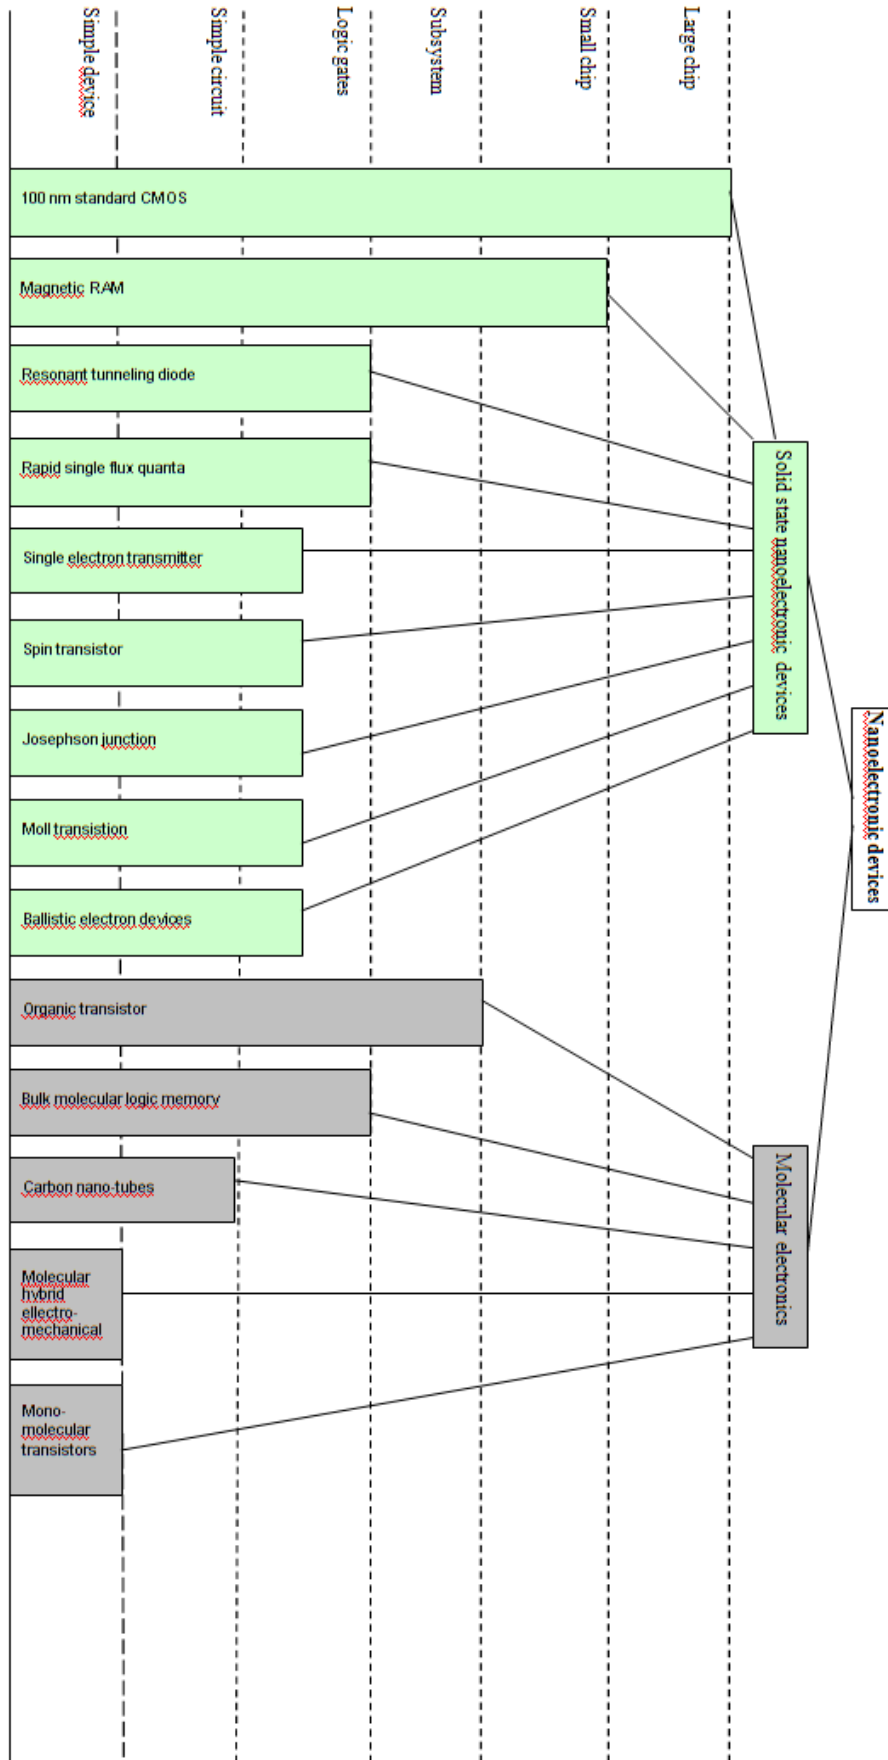 Simple device
Simple circuit
Logic gates
Subsystem
Small chip
Large chip
100 nm standard CMOS
Magnetic RAM
Resonant tunneling diode
Rapid single flux quanta
Single electron transmitter
Spin transistor
Josephson junction
Moll transistion
Ballistic electron devices
Organic transistor
Bulk molecular logic memory
Carbon nano-tubes
Molecular
hybrid
ellectro-
mechanical
Mono-
molecular
transistors
Solid state nanoelectronic devices
Molecular electronics
Nanoelectronic devices